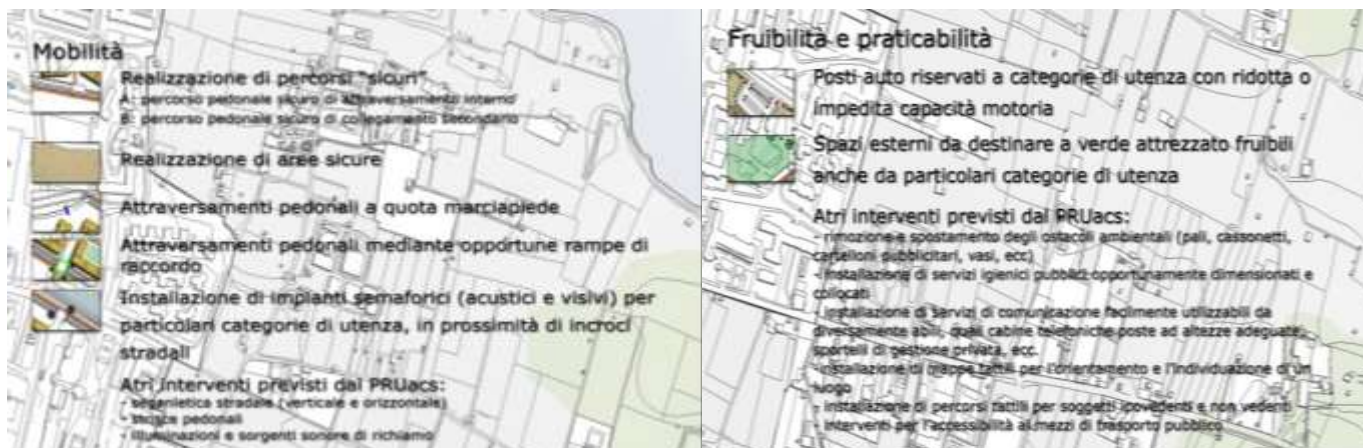 Mobilità
Realizzazione di percorsi "sicuri"
A: percorso pedonale sicuro di attraversamento interno
B: percorso pedonale sicuro di collegamento secondario
Realizzazione di aree sicure
Attraversamenti pedonali a quota marciapiede
Attraversamenti pedonali mediante opportune rampe di
raccordo
Installazione di impianti semaforici (acustici e visivi) per
particolari categorie di utenza, in prossimità di incroci
stradali
Atri interventi previsti dal PRUacs:
- seganletica stradale (verticale e orizzontale)
- strisce pedonali
- illuminazioni e sorgenti sonore di richiamo
Fruibilità e praticabilità
Posti auto riservati a categorie di utenza con ridotta o
impedita capacità motoria
Spazi esterni da destinare a verde attrezzato fruibili
anche da particolari categorie di utenza
Atri interventi previsti dal PRUacs:
- rimozione e spostamento degli ostacoli ambientali (pali, cassonetti,
cartelloni pubblicitari, vasi, ecc)
- installazione di servizi igienici pubblici opportunamente dimensionati e
collocati
- installazione di servizi di comunicazione facilmente utilizzabili da
diversamente abili, quali cabine telefoniche poste ad altezze adeguate,
sportelli di gestione privata, ecc.
- installazione di mappe tattili per l'orientamento e l'individuazione di un
luogo
- installazione di percorsi tattili per soggetti ipovedenti e non vedenti
- interventi per l'accessibilità ai mezzi di trasporto pubblico